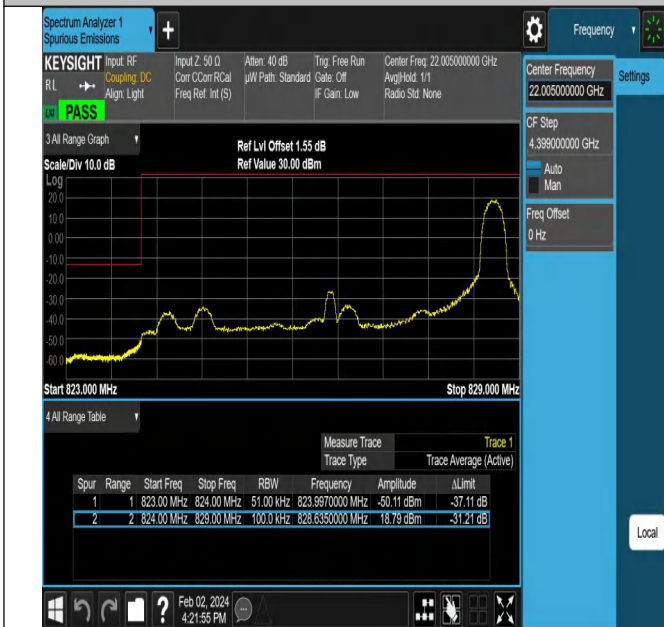 Spectrum Analyzer 1
Spurious Emissions
Frequency
KEYSIGHT Input: RF Input Z: 50 Ω Atten: 40 dB Trig: Free Run Center Freq: 22.005000000 GHz
RL Coupling: DC Corr CCorr RCal µW Path: Standard Gate: Off Avg|Hold: 1/1
Align: Light Freq Ref: Int (S) IF Gain: Low Radio Std: None
PASS
Center Frequency
22.005000000 GHz
Settings
CF Step
4.399000000 GHz
Auto
Man
Freq Offset
0 Hz
3 All Range Graph
Ref Lvl Offset 1.55 dB
Scale/Div 10.0 dB Ref Value 30.00 dBm
Log
20.0
10.0
0.00
-10.0
-20.0
-30.0
-40.0
-50.0
-60.0
Start 823.000 MHz Stop 829.000 MHz
4 All Range Table
Measure Trace Trace 1
Trace Type Trace Average (Active)
Spur Range Start Freq Stop Freq RBW Frequency Amplitude ΔLimit
1 1 823.00 MHz 824.00 MHz 51.00 kHz 823.9970000 MHz -50.11 dBm -37.11 dB
2 2 824.00 MHz 829.00 MHz 100.0 kHz 828.6350000 MHz 18.79 dBm -31.21 dB
Local
Feb 02, 2024
4:21:55 PM